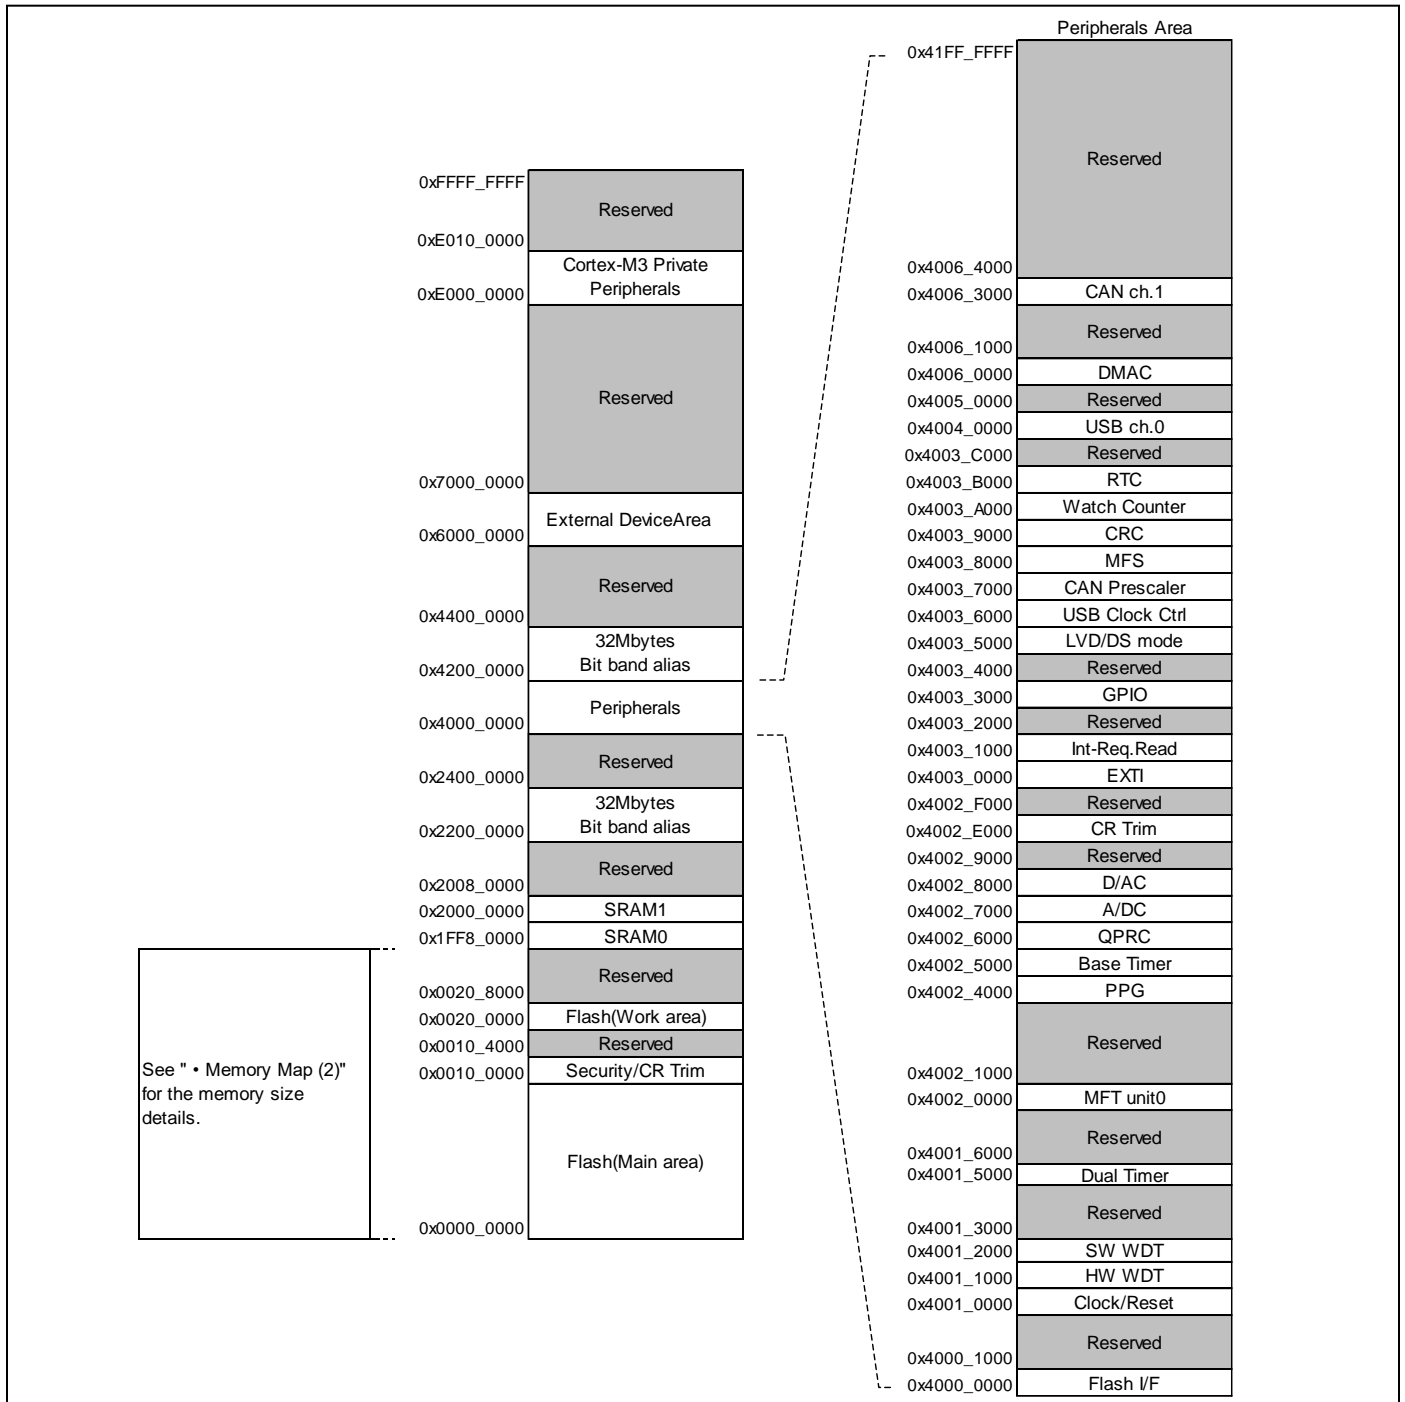 0xFFFF_FFFF
Reserved
0xE010_0000
Cortex-M3 Private
Peripherals
0xE000_0000
Reserved
0x7000_0000
External DeviceArea
0x6000_0000
Reserved
0x4400_0000
32Mbytes
Bit band alias
0x4200_0000
Peripherals
0x4000_0000
Reserved
0x2400_0000
32Mbytes
Bit band alias
0x2200_0000
Reserved
0x2008_0000
0x2000_0000 SRAM1
0x1FF8_0000 SRAM0
Reserved
0x0020_8000
0x0020_0000 Flash(Work area)
0x0010_4000 Reserved
0x0010_0000 Security/CR Trim
Flash(Main area)
0x0000_0000
See " • Memory Map (2)"
for the memory size
details.
Peripherals Area
0x41FF_FFFF
Reserved
0x4006_4000
0x4006_3000 CAN ch.1
Reserved
0x4006_1000
0x4006_0000 DMAC
0x4005_0000 Reserved
0x4004_0000 USB ch.0
0x4003_C000 Reserved
0x4003_B000 RTC
0x4003_A000 Watch Counter
0x4003_9000 CRC
0x4003_8000 MFS
0x4003_7000 CAN Prescaler
0x4003_6000 USB Clock Ctrl
0x4003_5000 LVD/DS mode
0x4003_4000 Reserved
0x4003_3000 GPIO
0x4003_2000 Reserved
0x4003_1000 Int-Req.Read
0x4003_0000 EXTI
0x4002_F000 Reserved
0x4002_E000 CR Trim
0x4002_9000 Reserved
0x4002_8000 D/AC
0x4002_7000 A/DC
0x4002_6000 QPRC
0x4002_5000 Base Timer
0x4002_4000 PPG
Reserved
0x4002_1000
0x4002_0000 MFT unit0
Reserved
0x4001_6000
0x4001_5000 Dual Timer
Reserved
0x4001_3000
0x4001_2000 SW WDT
0x4001_1000 HW WDT
0x4001_0000 Clock/Reset
Reserved
0x4000_1000
0x4000_0000 Flash I/F